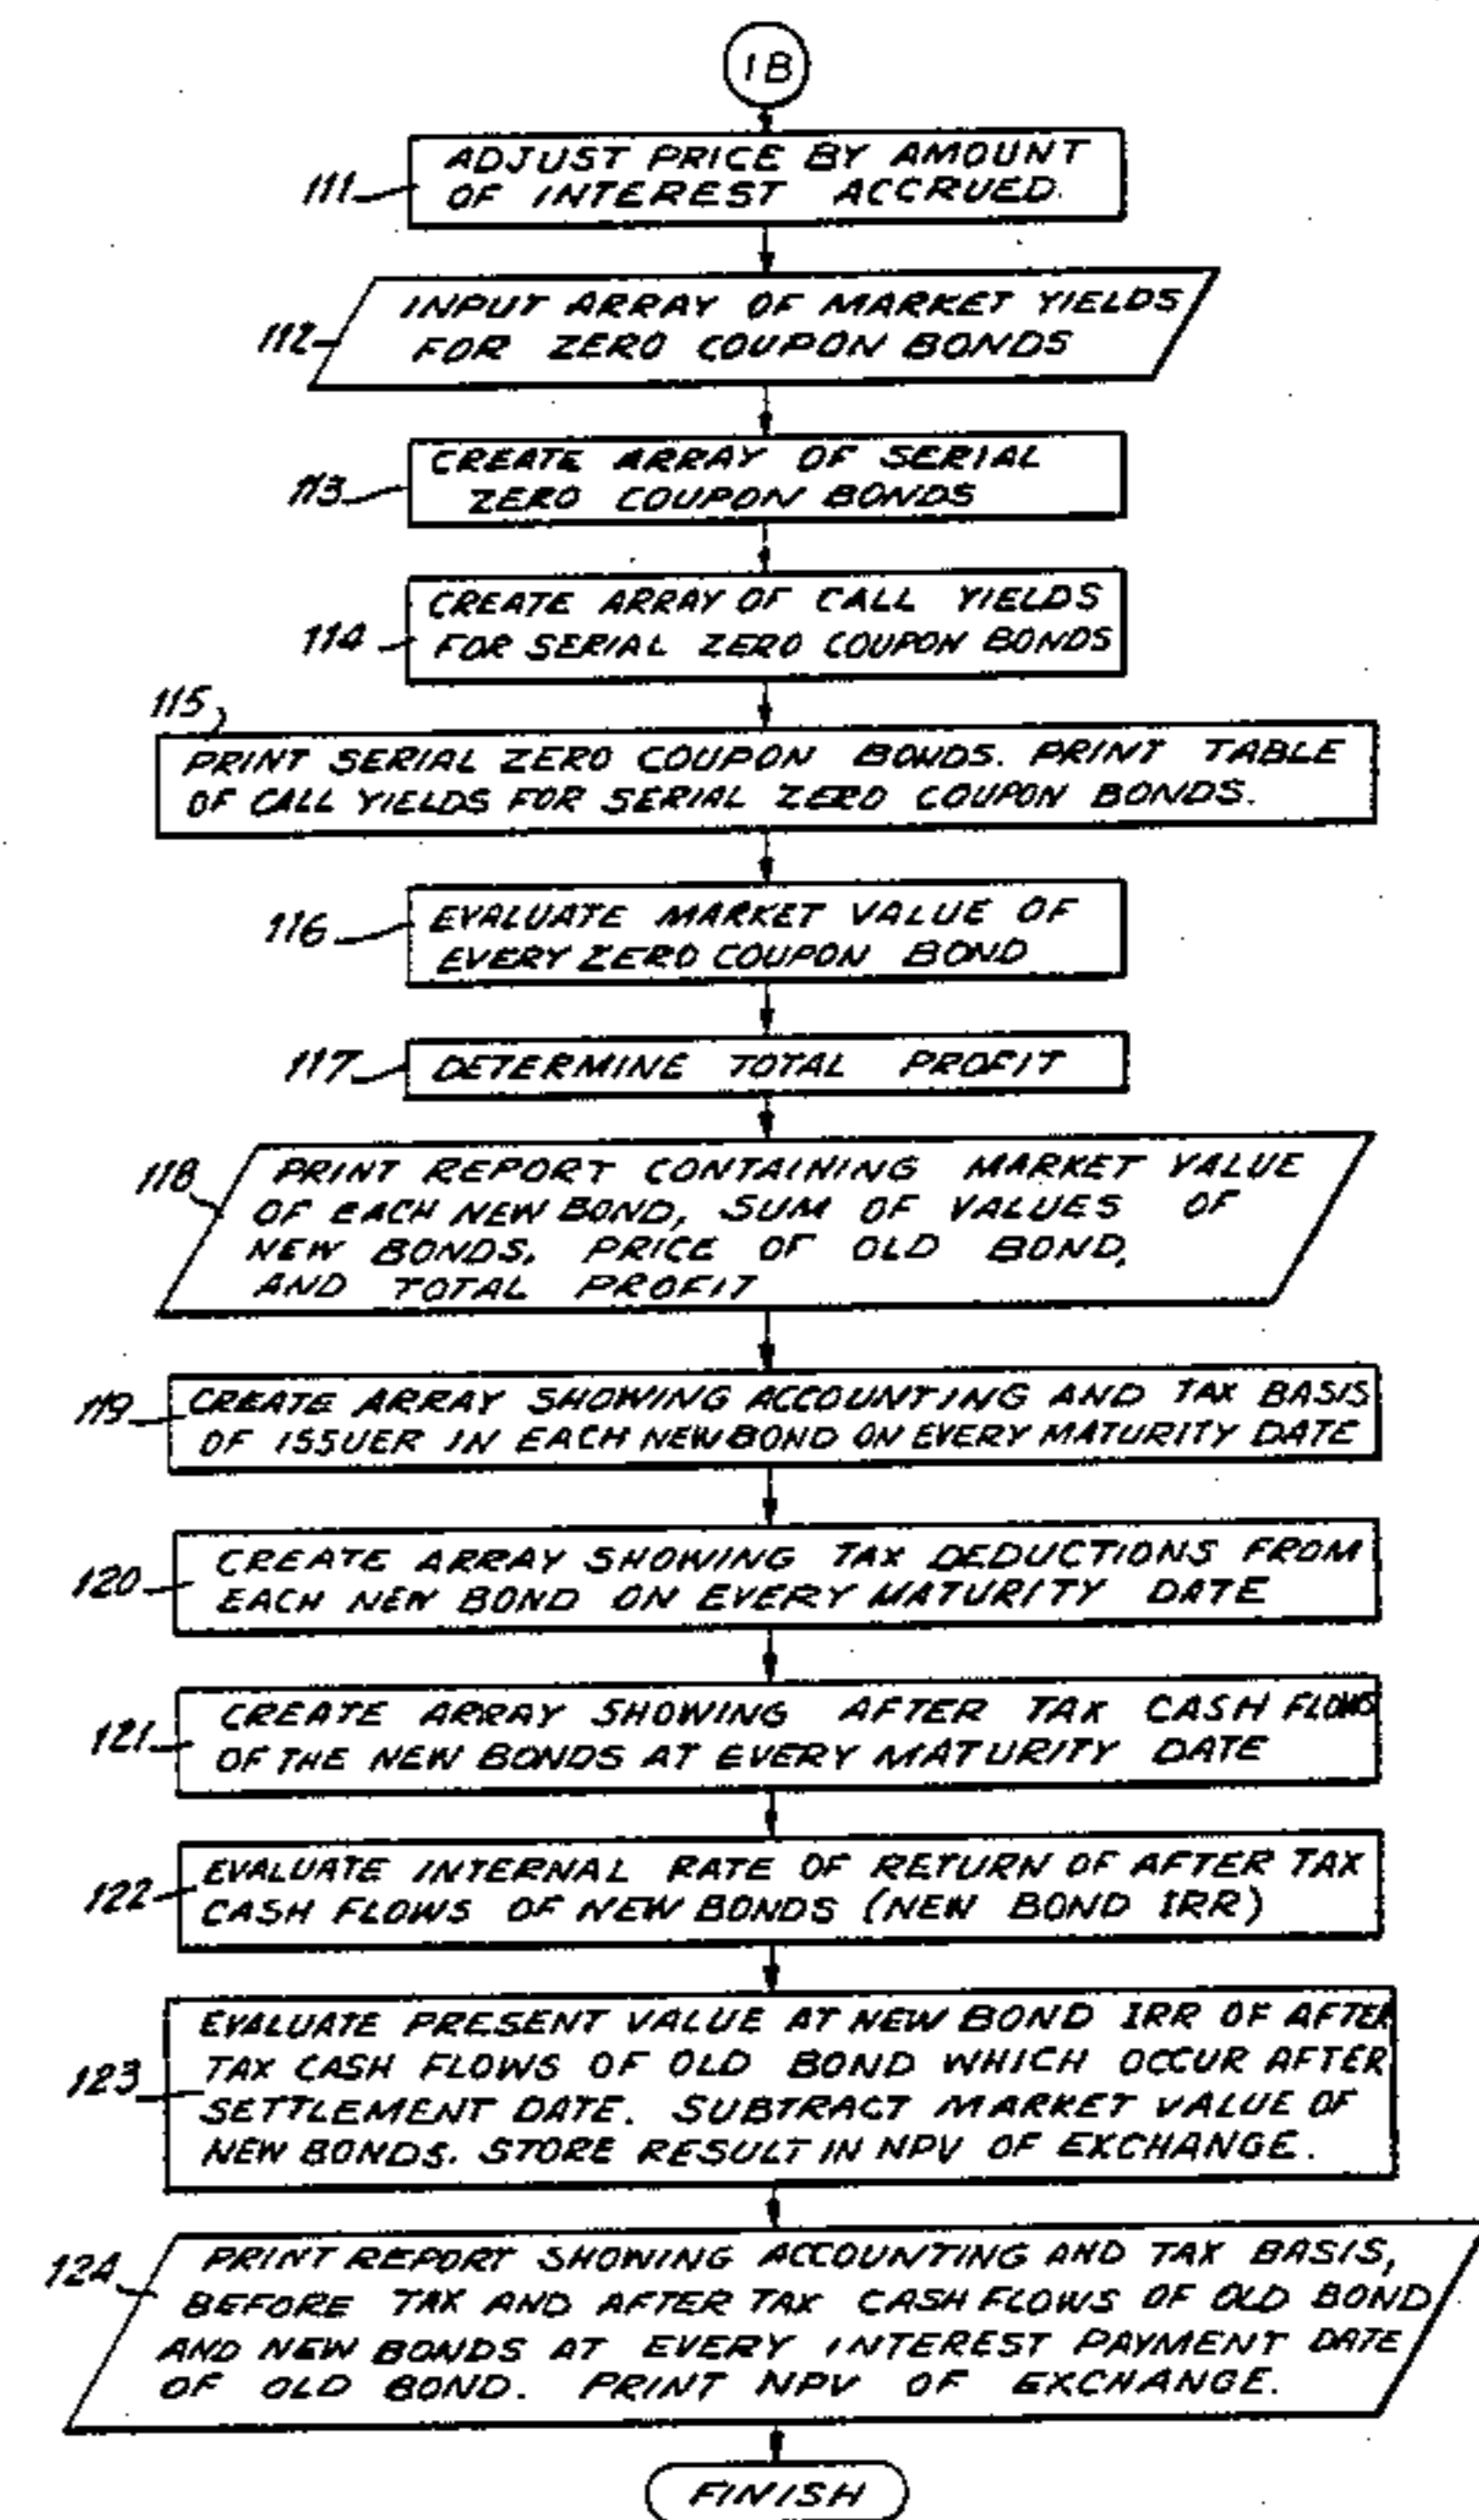 1B
111
ADJUST PRICE BY AMOUNT
OF INTEREST ACCRUED.
112
INPUT ARRAY OF MARKET YIELDS
FOR ZERO COUPON BONDS
113
CREATE ARRAY OF SERIAL
ZERO COUPON BONDS
114
CREATE ARRAY OF CALL YIELDS
FOR SERIAL ZERO COUPON BONDS
115
PRINT SERIAL ZERO COUPON BONDS. PRINT TABLE
OF CALL YIELDS FOR SERIAL ZERO COUPON BONDS.
116
EVALUATE MARKET VALUE OF
EVERY ZERO COUPON BOND
117
DETERMINE TOTAL PROFIT
118
PRINT REPORT CONTAINING MARKET VALUE
OF EACH NEW BOND, SUM OF VALUES OF
NEW BONDS, PRICE OF OLD BOND,
AND TOTAL PROFIT
119
CREATE ARRAY SHOWING ACCOUNTING AND TAX BASIS
OF ISSUER IN EACH NEW BOND ON EVERY MATURITY DATE
120
CREATE ARRAY SHOWING TAX DEDUCTIONS FROM
EACH NEW BOND ON EVERY MATURITY DATE
121
CREATE ARRAY SHOWING AFTER TAX CASH FLOWS
OF THE NEW BONDS AT EVERY MATURITY DATE
122
EVALUATE INTERNAL RATE OF RETURN OF AFTER TAX
CASH FLOWS OF NEW BONDS (NEW BOND IRR)
123
EVALUATE PRESENT VALUE AT NEW BOND IRR OF AFTER
TAX CASH FLOWS OF OLD BOND WHICH OCCUR AFTER
SETTLEMENT DATE. SUBTRACT MARKET VALUE OF
NEW BONDS. STORE RESULT IN NPV OF EXCHANGE.
124
PRINT REPORT SHOWING ACCOUNTING AND TAX BASIS,
BEFORE TAX AND AFTER TAX CASH FLOWS OF OLD BOND
AND NEW BONDS AT EVERY INTEREST PAYMENT DATE
OF OLD BOND. PRINT NPV OF EXCHANGE.
FINISH